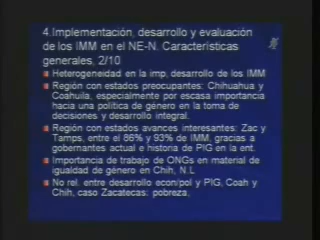 4.Implementación, desarrollo y evaluación
de los IMM en el NE-N. Características
generales, 2/10
Heterogeneidad en la imp, desarrollo de los IMM
Región con estados preocupantes: Chihuahua y
Coahuila, especialmente por escasa importancia
hacia una política de género en la toma de
decisiones y desarrollo integral.
Región con estados avances interesantes: Zac y
Tamps, entre el 86% y 93% de IMM, gracias a
gobernantes actual e historia de PIG en la ent.
Importancia de trabajo de ONGs en material de
igualdad de género en Chih, N.L
No rel. entre desarrollo econ/pol y PIG, Coah y
Chih, caso Zacatecas: pobreza,